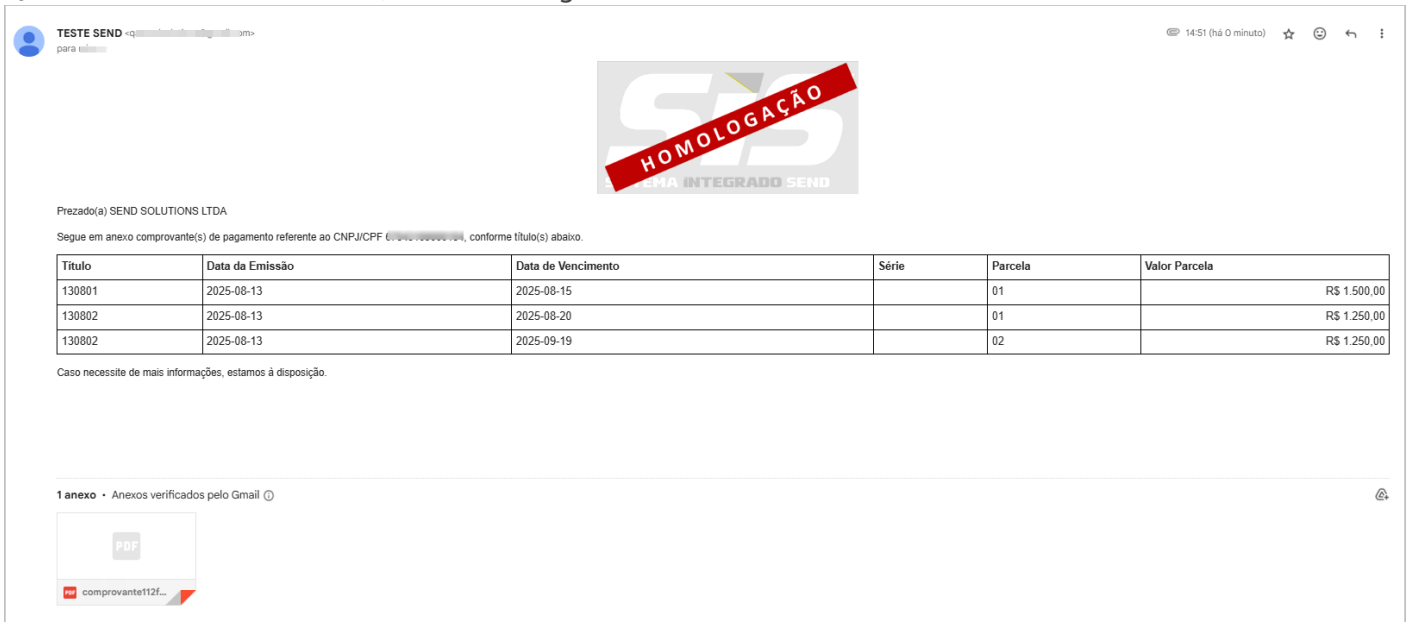 TESTE SEND
14:51 (há 0 minuto)
para
SiS
HOMOLOGAÇÃO
INTEGRADO SEND
Prezado(a) SEND SOLUTIONS LTDA
Segue em anexo comprovante(s) de pagamento referente ao CNPJ/CPF , conforme título(s) abaixo.
Título Data da Emissão Data de Vencimento Série Parcela Valor Parcela
130801 2025-08-13 2025-08-15 01 R$ 1.500,00
130802 2025-08-13 2025-08-20 01 R$ 1.250,00
130802 2025-08-13 2025-09-19 02 R$ 1.250,00
Caso necessite de mais informações, estamos à disposição.
1 anexo • Anexos verificados pelo Gmail
PDF
PDF comprovante112f...